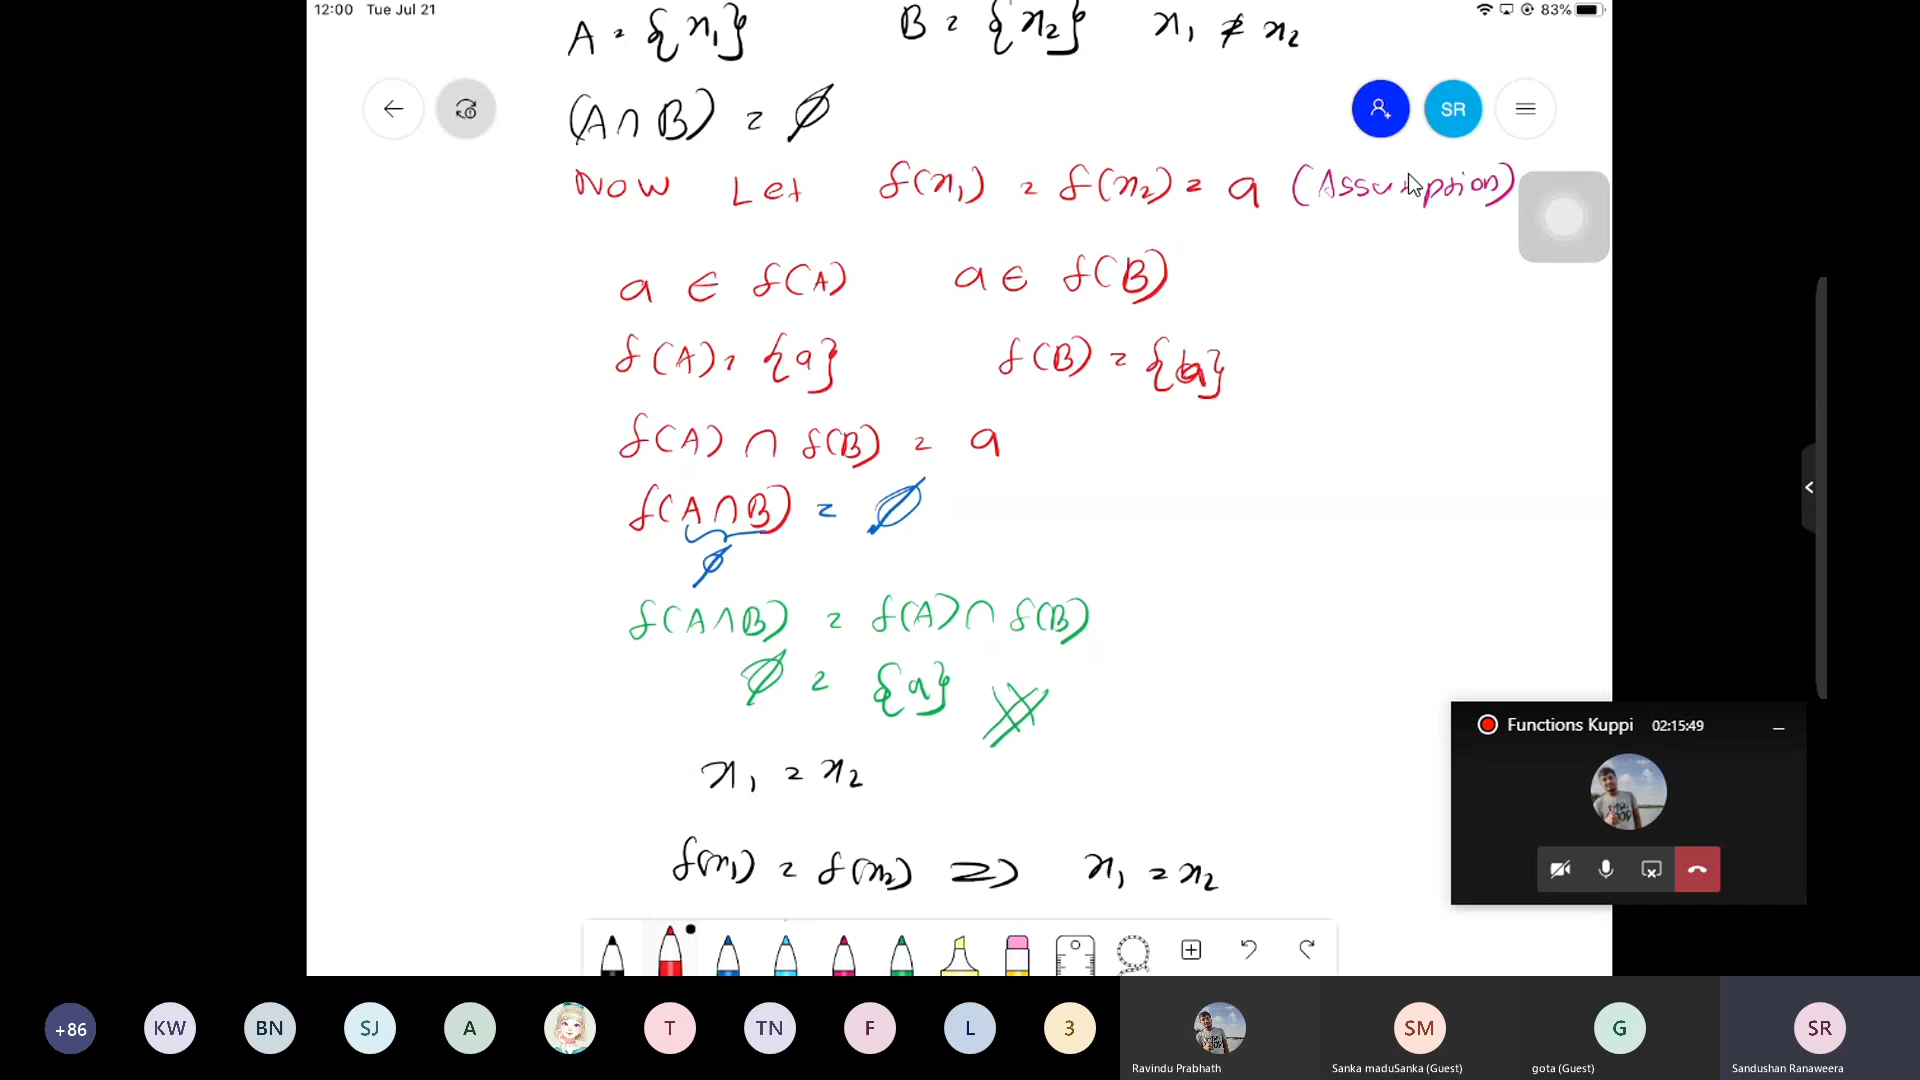 12:00 Tue Jul 21 83%
A = {x₁} B = {x₂} x₁ ≠ x₂
(A ∩ B) = ∅
SR
Now Let f(x₁) = f(x₂) = a (Assumption)
a ∈ f(A) a ∈ f(B)
f(A) = {a} f(B) = {a}
f(A) ∩ f(B) = a
f(A ∩ B) = ∅
∅
f(A ∩ B) = f(A) ∩ f(B)
∅ = {a}
x₁ = x₂
f(x₁) = f(x₂) => x₁ = x₂
Functions Kuppi 02:15:49
+86 KW BN SJ A T TN F L 3 SM G SR
Ravindu Prabhath Sanka maduSanka (Guest) gota (Guest) Sandushan Ranaweera